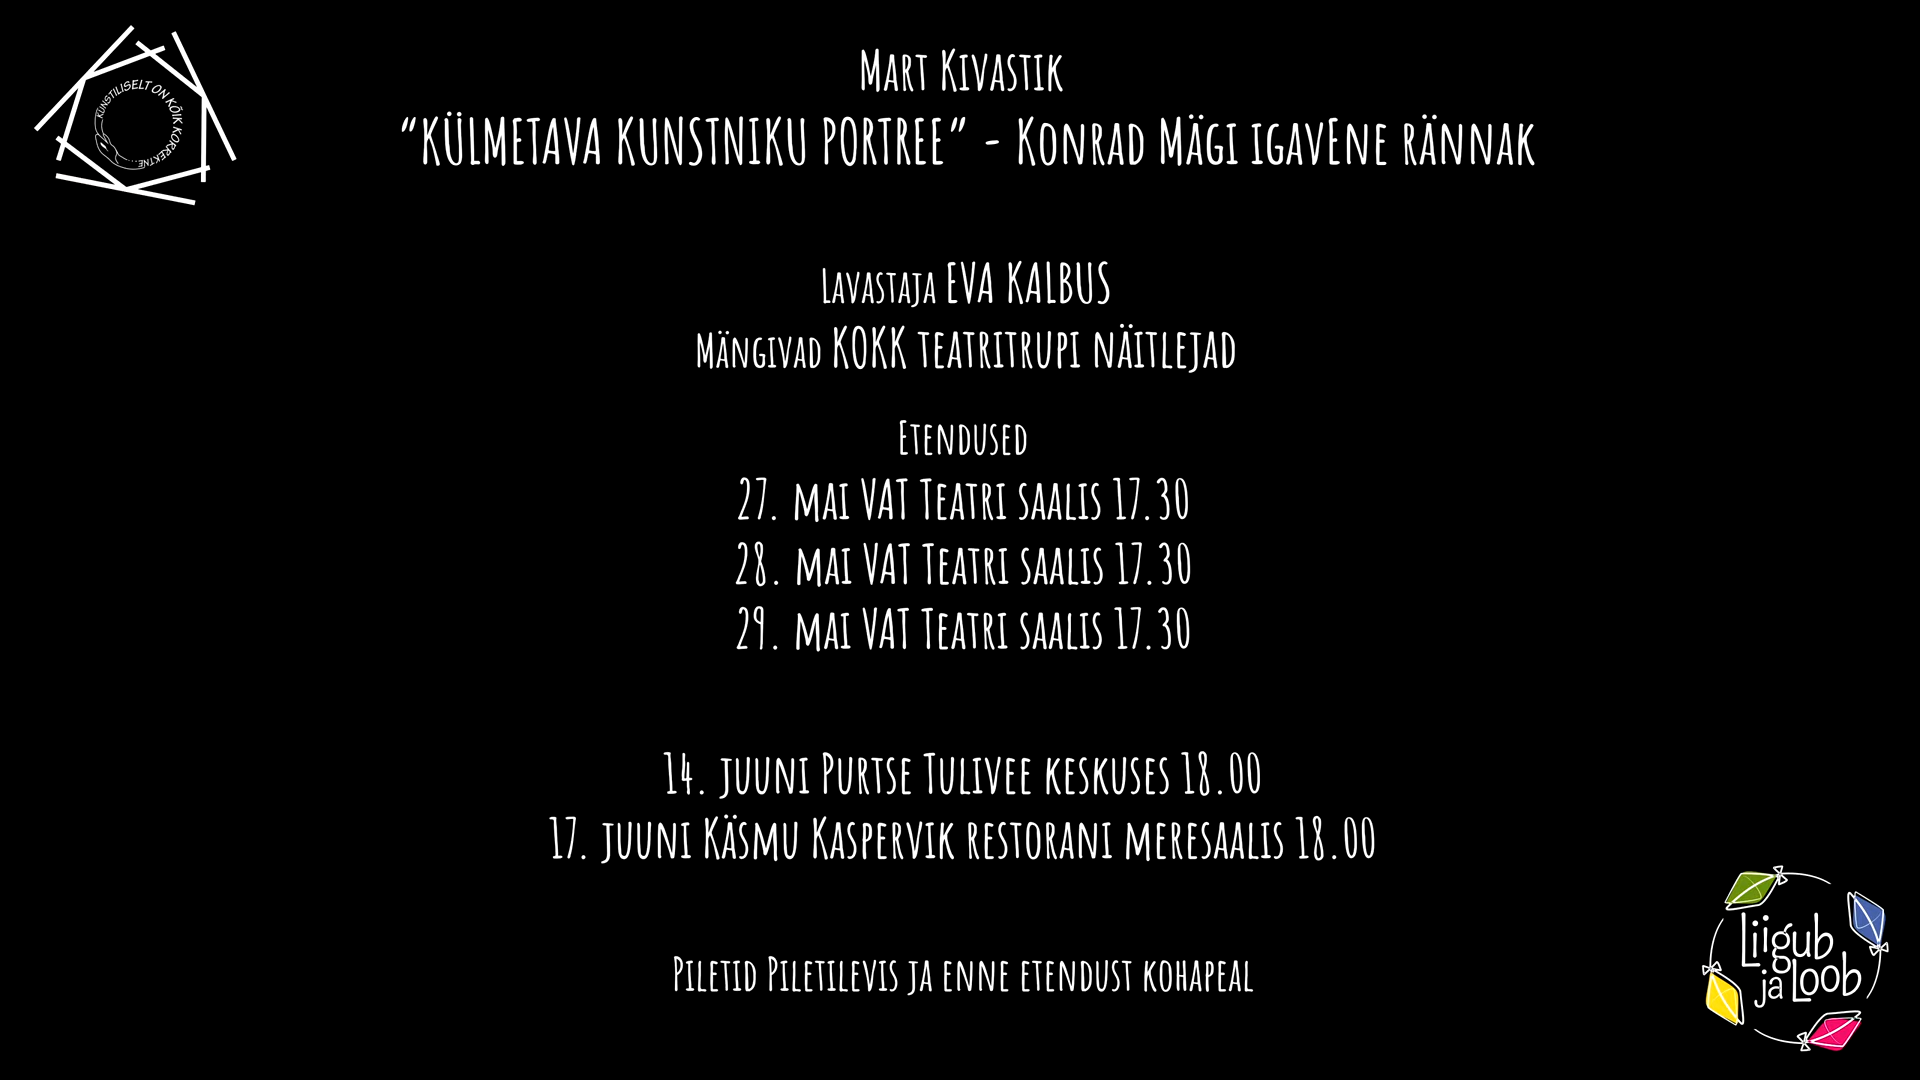 KUNSTILISELT ON KÕIK KORREKTNE...
Mart Kivastik
“KÜLMETAVA KUNSTNIKU PORTREE” - Konrad Mägi igavEne rännak
Lavastaja EVA KALBUS
Mängivad KOKK teatritrupi näitlejad
Etendused
27. mai VAT Teatri saalis 17.30
28. mai VAT Teatri saalis 17.30
29. mai VAT Teatri saalis 17.30
14. juuni Purtse Tulivee keskuses 18.00
17. juuni Käsmu Kaspervik restorani meresaalis 18.00
Piletid Piletilevis ja enne etendust kohapeal
Liigub
ja Loob